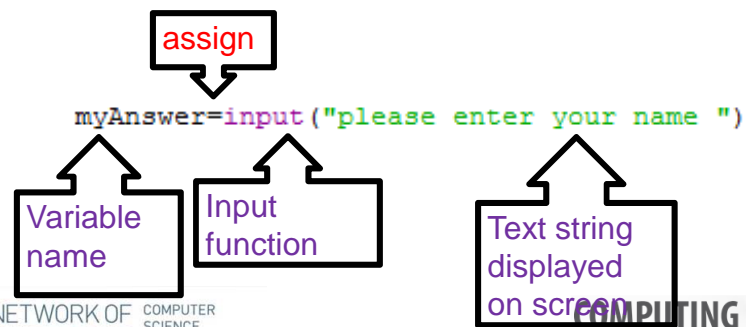 assign
myAnswer=input("please enter your name ")
Variable
name
Input
function
Text string
displayed
on screen
NETWORK OF COMPUTER
SCIENCE
COMPUTING